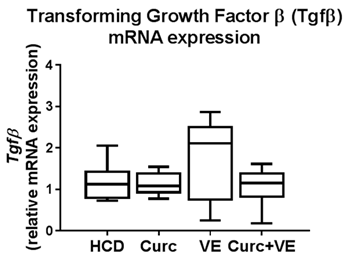 Transforming Growth Factor β (Tgfβ)
mRNA expression
Tgfβ
(relative mRNA expression)
4
3
2
1
0
HCD Curc VE Curc+VE